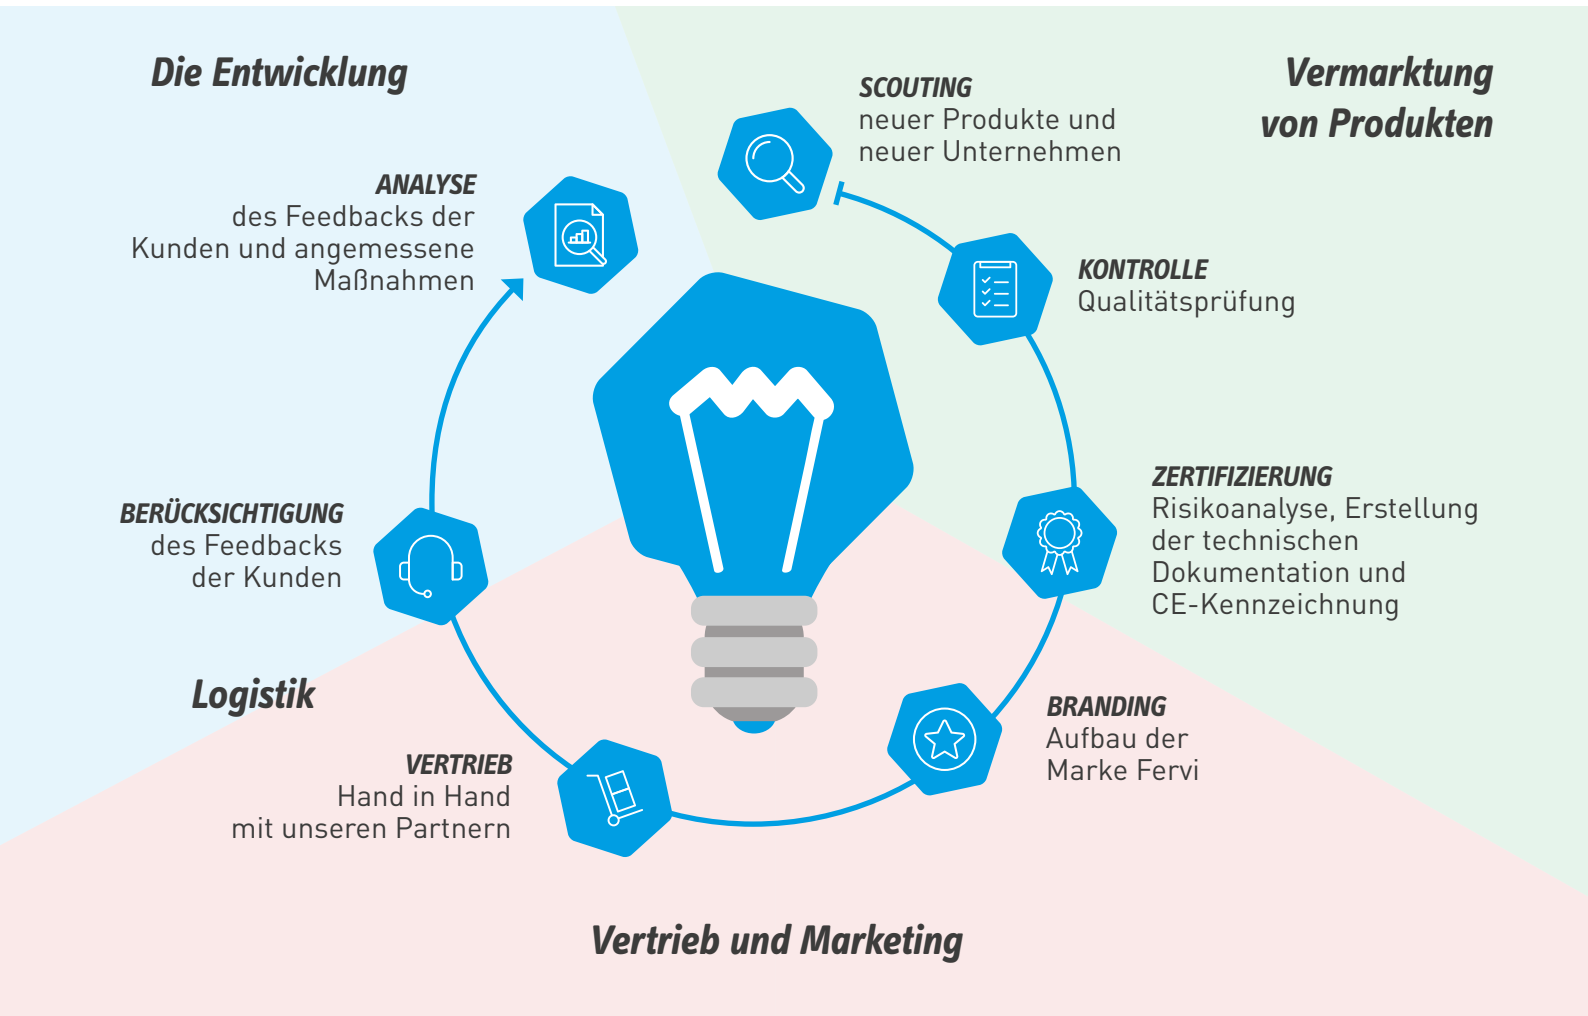 Die Entwicklung
Vermarktung
von Produkten
SCOUTING
neuer Produkte und
neuer Unternehmen
KONTROLLE
Qualitätsprüfung
ZERTIFIZIERUNG
Risikoanalyse, Erstellung
der technischen
Dokumentation und
CE-Kennzeichnung
BRANDING
Aufbau der
Marke Fervi
Vertrieb und Marketing
VERTRIEB
Hand in Hand
mit unseren Partnern
Logistik
BERÜCKSICHTIGUNG
des Feedbacks
der Kunden
ANALYSE
des Feedbacks der
Kunden und angemessene
Maßnahmen